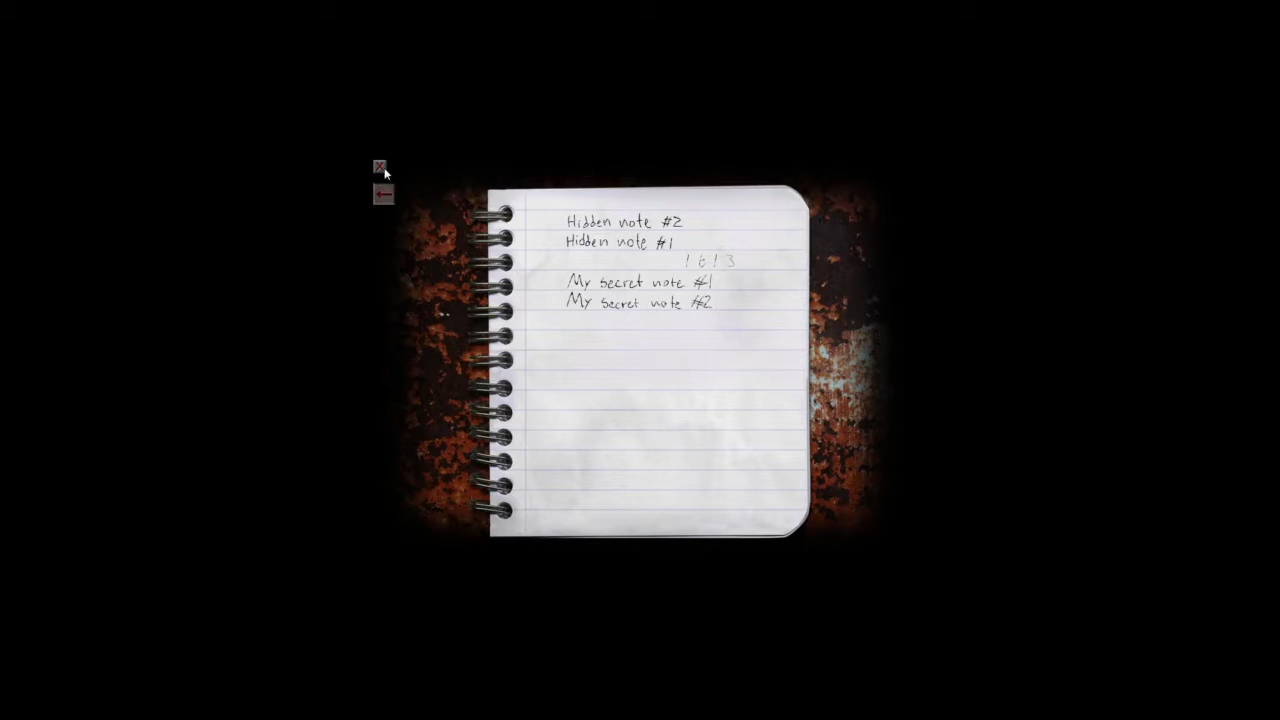 Hidden note #2
Hidden note #1
My secret note #1
My secret note #2